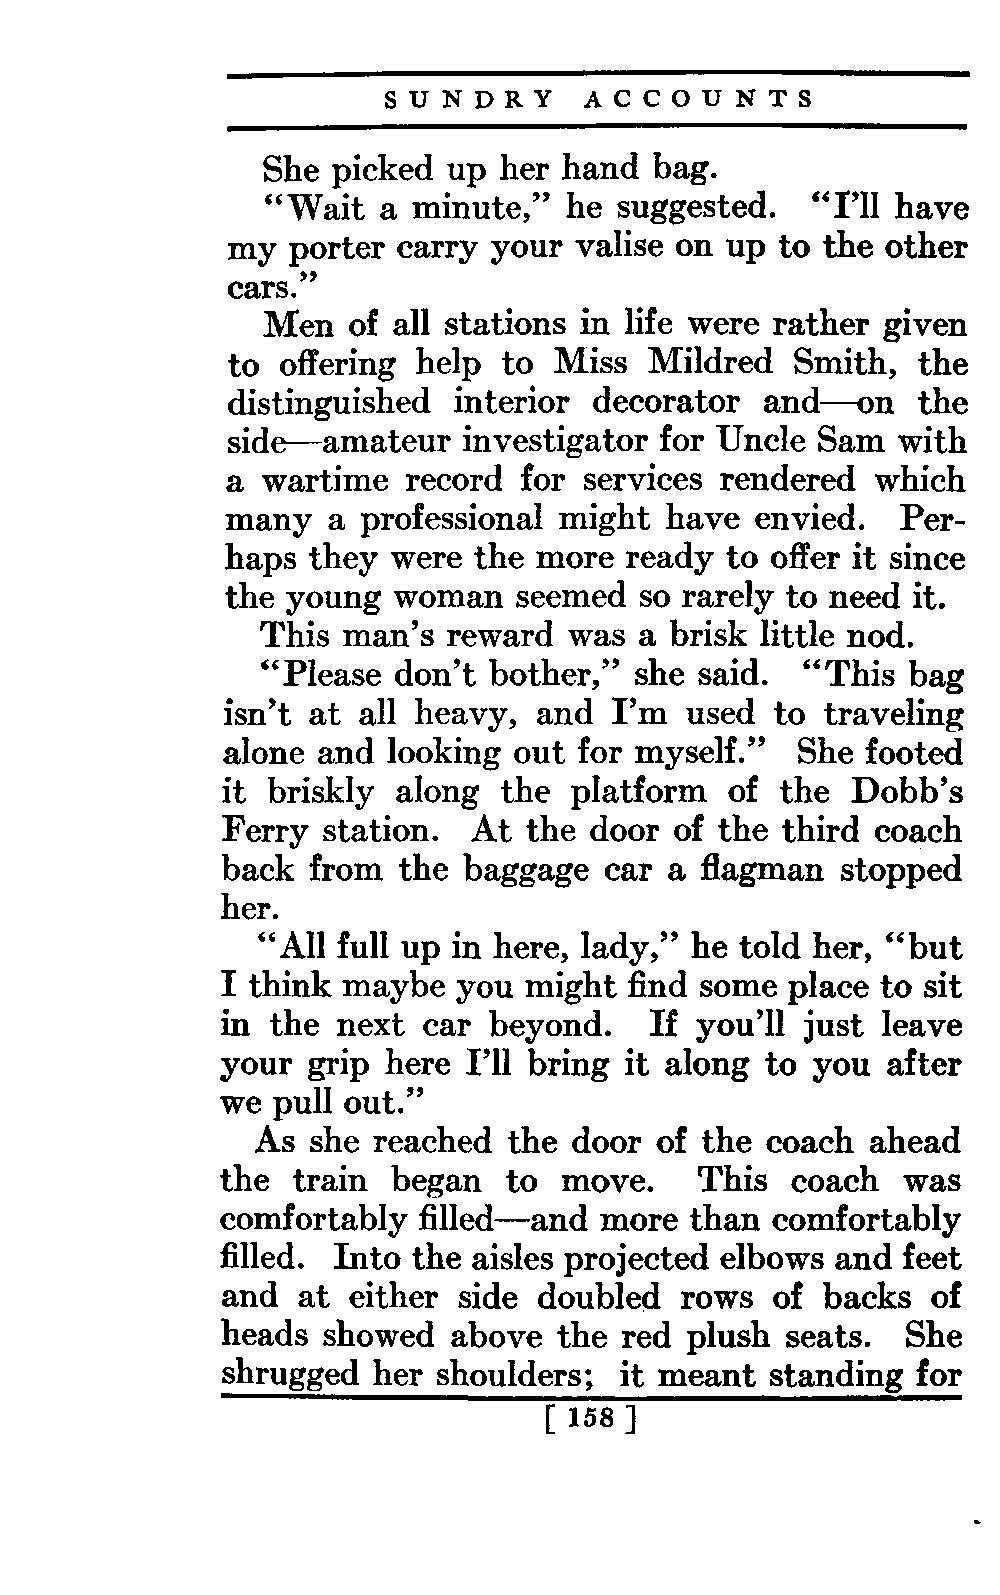 SUNDRY ACCOUNTS
She picked up her hand bag.
“Wait a minute,” he suggested. “I’ll have
my porter carry your valise on up to the other
cars.”
Men of all stations in life were rather given
to offering help to Miss Mildred Smith, the
distinguished interior decorator and—on the
side—amateur investigator for Uncle Sam with
a wartime record for services rendered which
many a professional might have envied. Per-
haps they were the more ready to offer it since
the young woman seemed so rarely to need it.
This man’s reward was a brisk little nod.
“Please don’t bother,” she said. “This bag
isn’t at all heavy, and I’m used to traveling
alone and looking out for myself.” She footed
it briskly along the platform of the Dobb’s
Ferry station. At the door of the third coach
back from the baggage car a flagman stopped
her.
“All full up in here, lady,” he told her, “but
I think maybe you might find some place to sit
in the next car beyond. If you’ll just leave
your grip here I’ll bring it along to you after
we pull out.”
As she reached the door of the coach ahead
the train began to move. This coach was
comfortably filled—and more than comfortably
filled. Into the aisles projected elbows and feet
and at either side doubled rows of backs of
heads showed above the red plush seats. She
shrugged her shoulders; it meant standing for
[ 158 ]